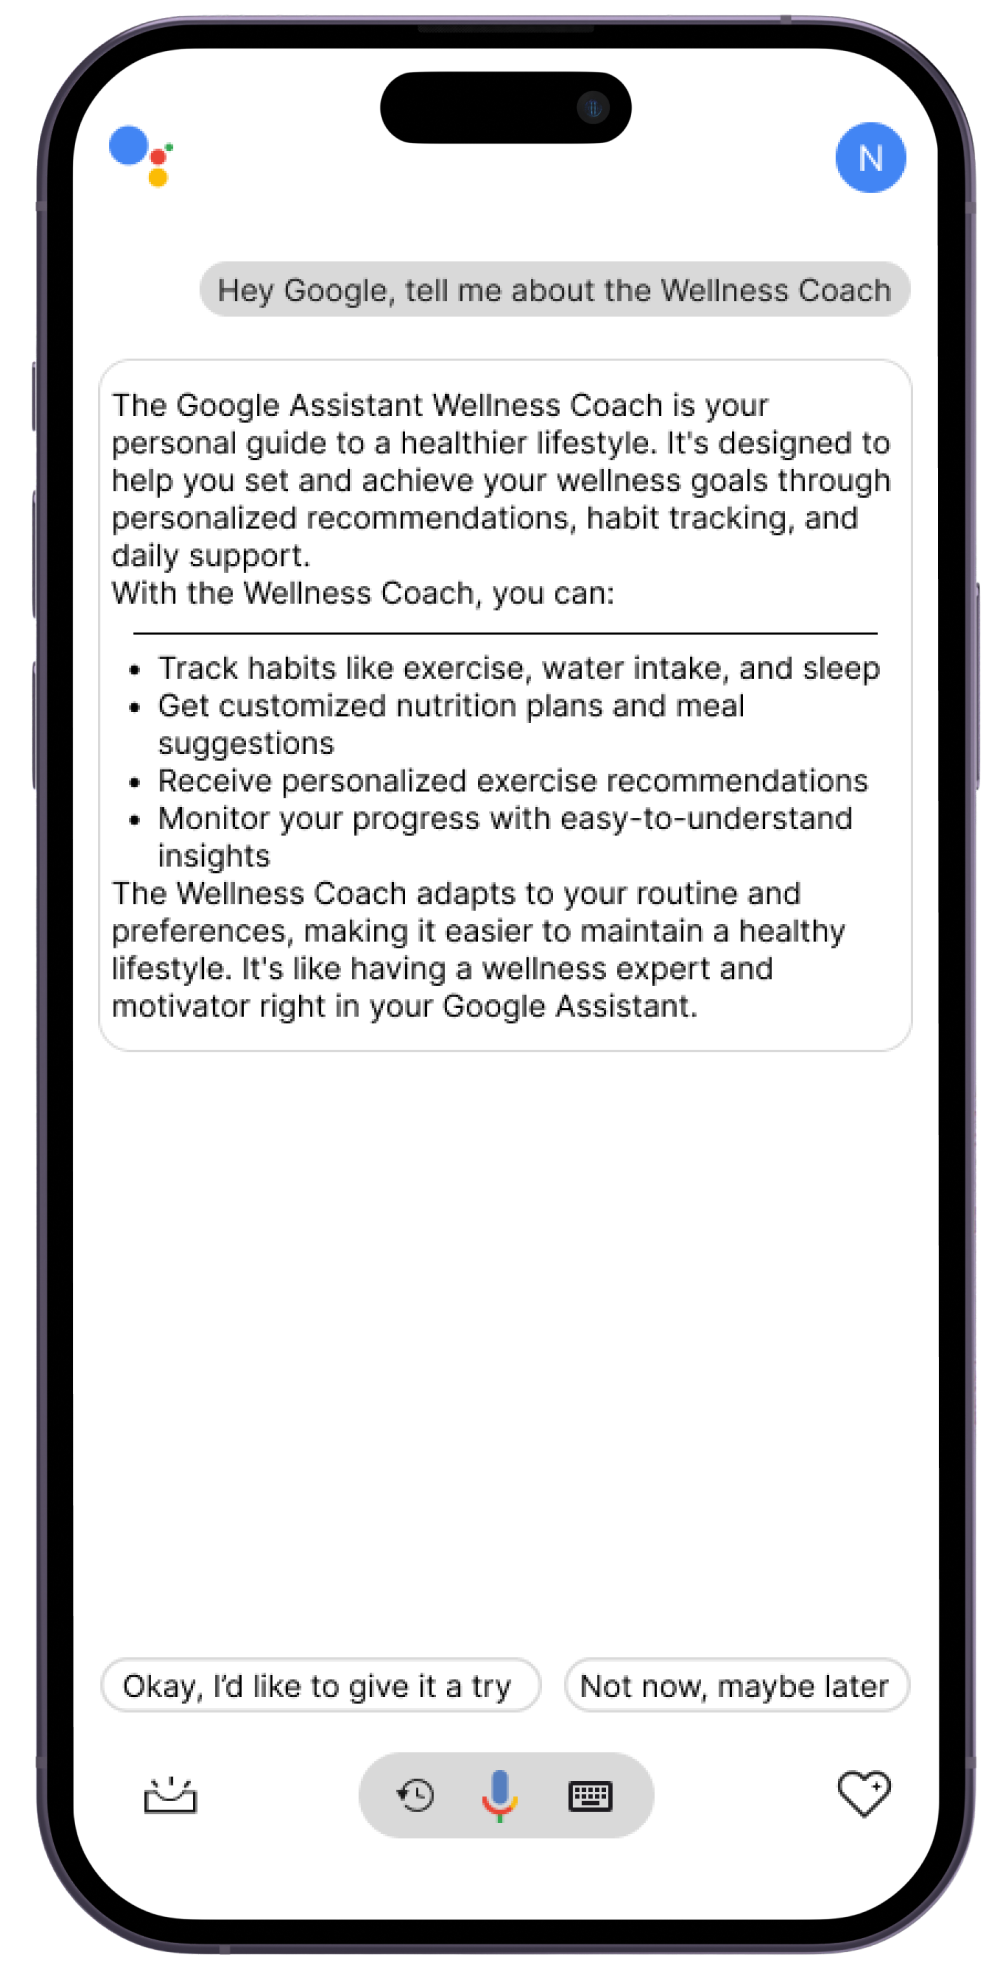 N
Hey Google, tell me about the Wellness Coach
The Google Assistant Wellness Coach is your
personal guide to a healthier lifestyle. It's designed to
help you set and achieve your wellness goals through
personalized recommendations, habit tracking, and
daily support.
With the Wellness Coach, you can:
• Track habits like exercise, water intake, and sleep
• Get customized nutrition plans and meal
suggestions
• Receive personalized exercise recommendations
• Monitor your progress with easy-to-understand
insights
The Wellness Coach adapts to your routine and
preferences, making it easier to maintain a healthy
lifestyle. It's like having a wellness expert and
motivator right in your Google Assistant.
Okay, I’d like to give it a try
Not now, maybe later